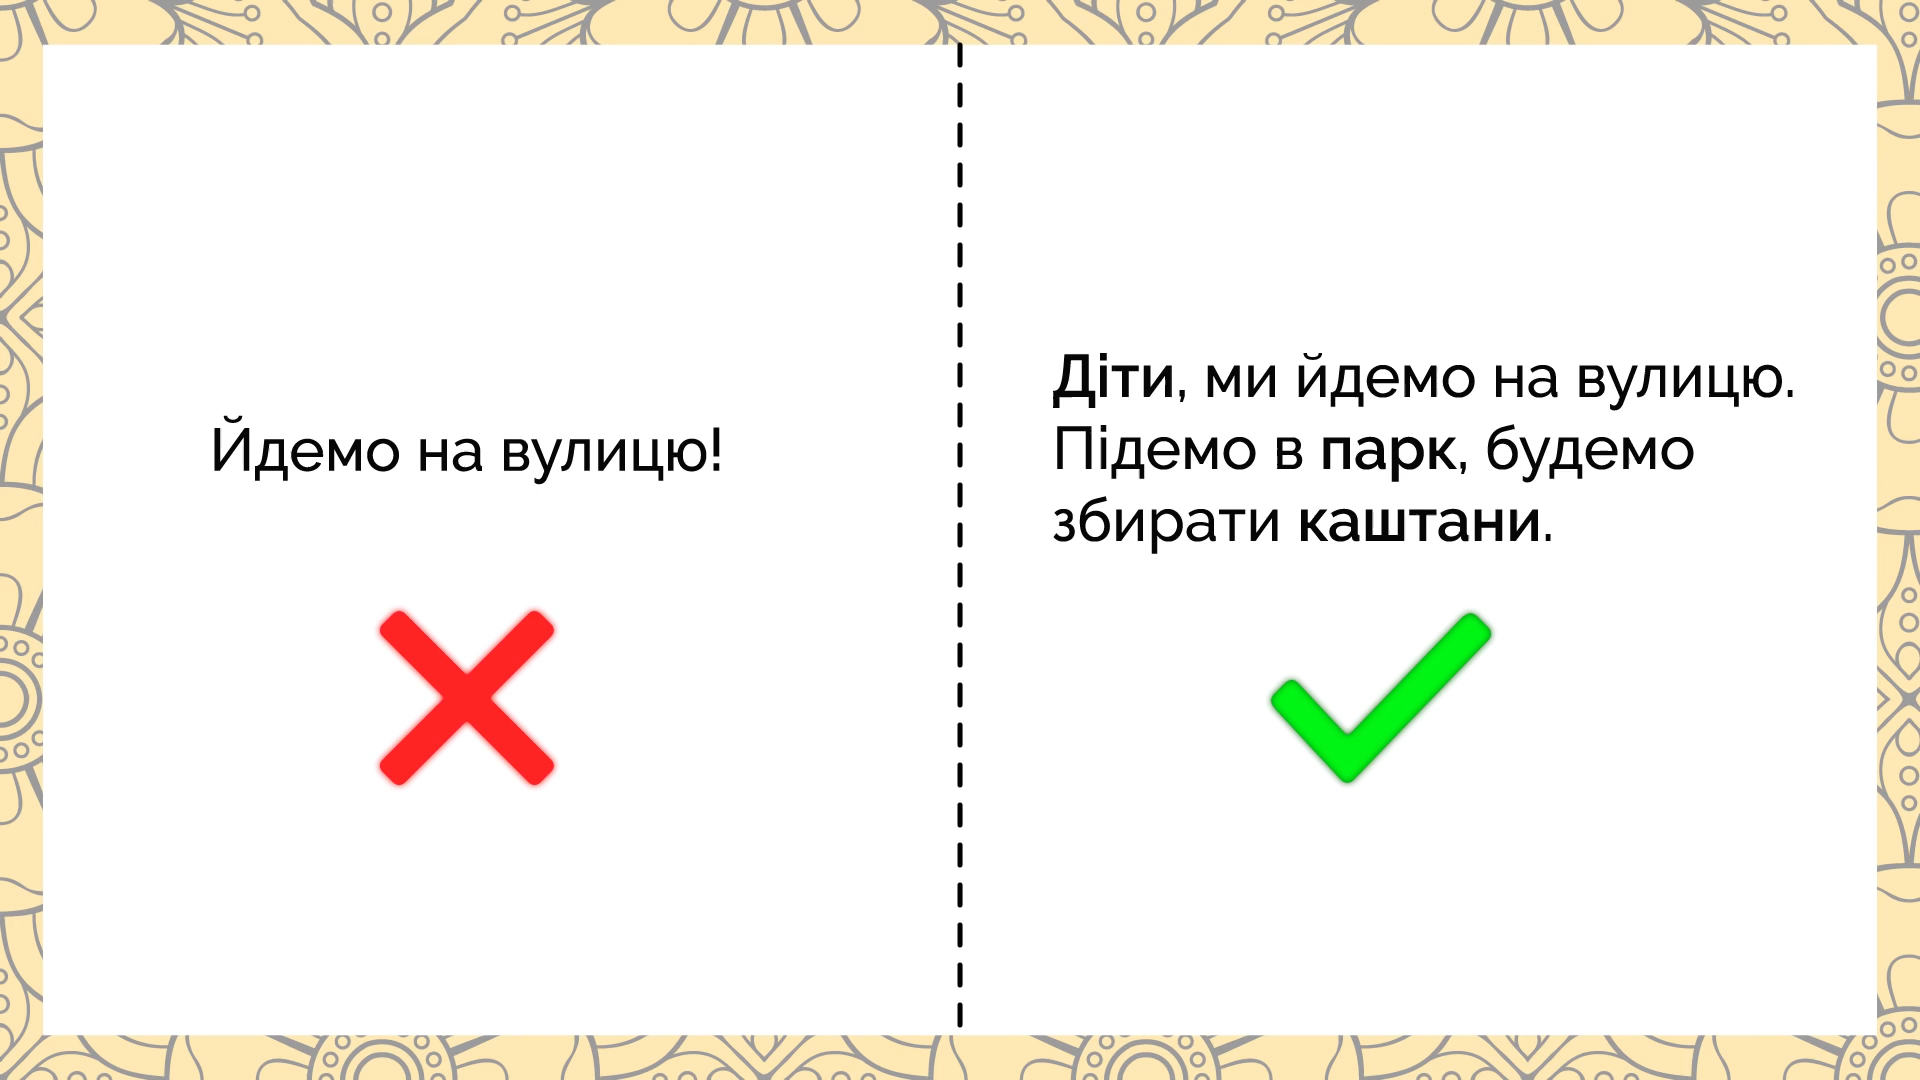 Йдемо на вулицю!
Діти, ми йдемо на вулицю.
Підемо в парк, будемо
збирати каштани.